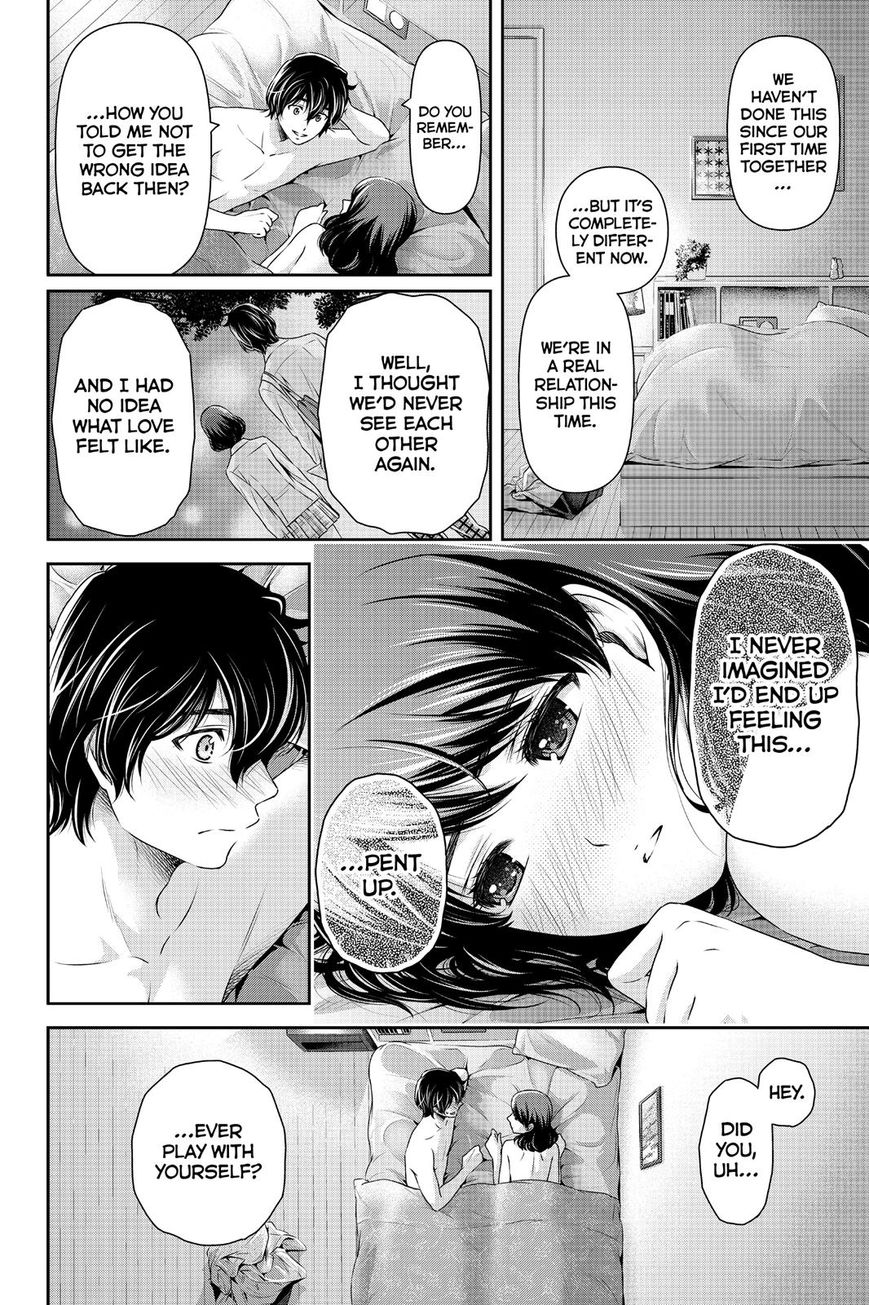 WE
HAVEN'T
DONE THIS
SINCE OUR
FIRST TIME
TOGETHER
...
...BUT IT'S
COMPLETE-
LY DIFFER-
ENT NOW.
WE'RE IN
A REAL
RELATION-
SHIP THIS
TIME.
DO YOU
REMEM-
BER...
...HOW YOU
TOLD ME NOT
TO GET THE
WRONG IDEA
BACK THEN?
WELL,
I THOUGHT
WE'D NEVER
SEE EACH
OTHER
AGAIN.
AND I HAD
NO IDEA
WHAT LOVE
FELT LIKE.
I NEVER
IMAGINED
I'D END UP
FEELING
THIS...
...PENT
UP.
HEY.
DID
YOU,
UH...
...EVER
PLAY WITH
YOURSELF?